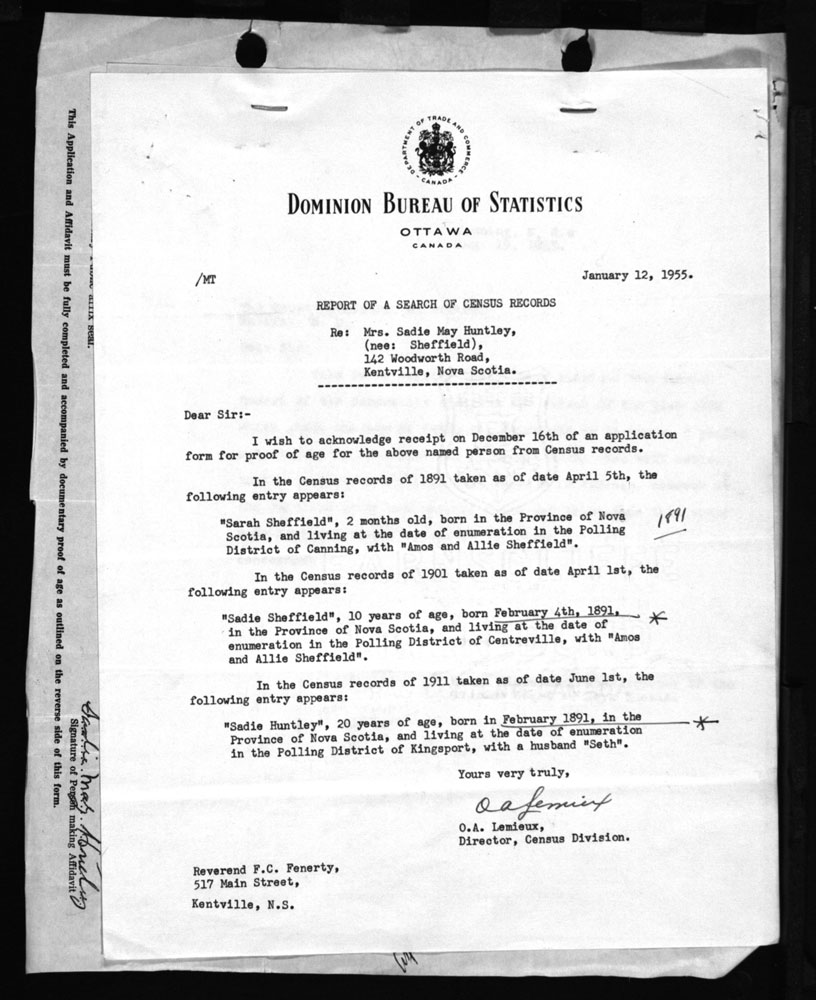 DEPARTMENT OF TRADE AND COMMERCE
- CANADA -
DOMINION BUREAU OF STATISTICS
OTTAWA
CANADA
/MT
January 12, 1955.
REPORT OF A SEARCH OF CENSUS RECORDS
Re: Mrs. Sadie May Huntley,
(nee: Sheffield),
142 Woodworth Road,
Kentville, Nova Scotia.
Dear Sir:-
I wish to acknowledge receipt on December 16th of an application
form for proof of age for the above named person from Census records.
In the Census records of 1891 taken as of date April 5th, the
following entry appears:
"Sarah Sheffield", 2 months old, born in the Province of Nova
Scotia, and living at the date of enumeration in the Polling
District of Canning, with "Amos and Allie Sheffield".
1891
In the Census records of 1901 taken as of date April 1st, the
following entry appears:
"Sadie Sheffield", 10 years of age, born February 4th, 1891,
in the Province of Nova Scotia, and living at the date of
enumeration in the Polling District of Centreville, with "Amos
and Allie Sheffield".
In the Census records of 1911 taken as of date June 1st, the
following entry appears:
"Sadie Huntley", 20 years of age, born in February 1891, in the
Province of Nova Scotia, and living at the date of enumeration
in the Polling District of Kingsport, with a husband "Seth".
Yours very truly,
O A Lemieux
O.A. Lemieux,
Director, Census Division.
Reverend F.C. Fenerty,
517 Main Street,
Kentville, N.S.
This Application and Affidavit must be fully completed and accompanied by documentary proof of age as outlined on the reverse side of this form.
affix seal.
May Huntley
Signature of Person making Affidavit